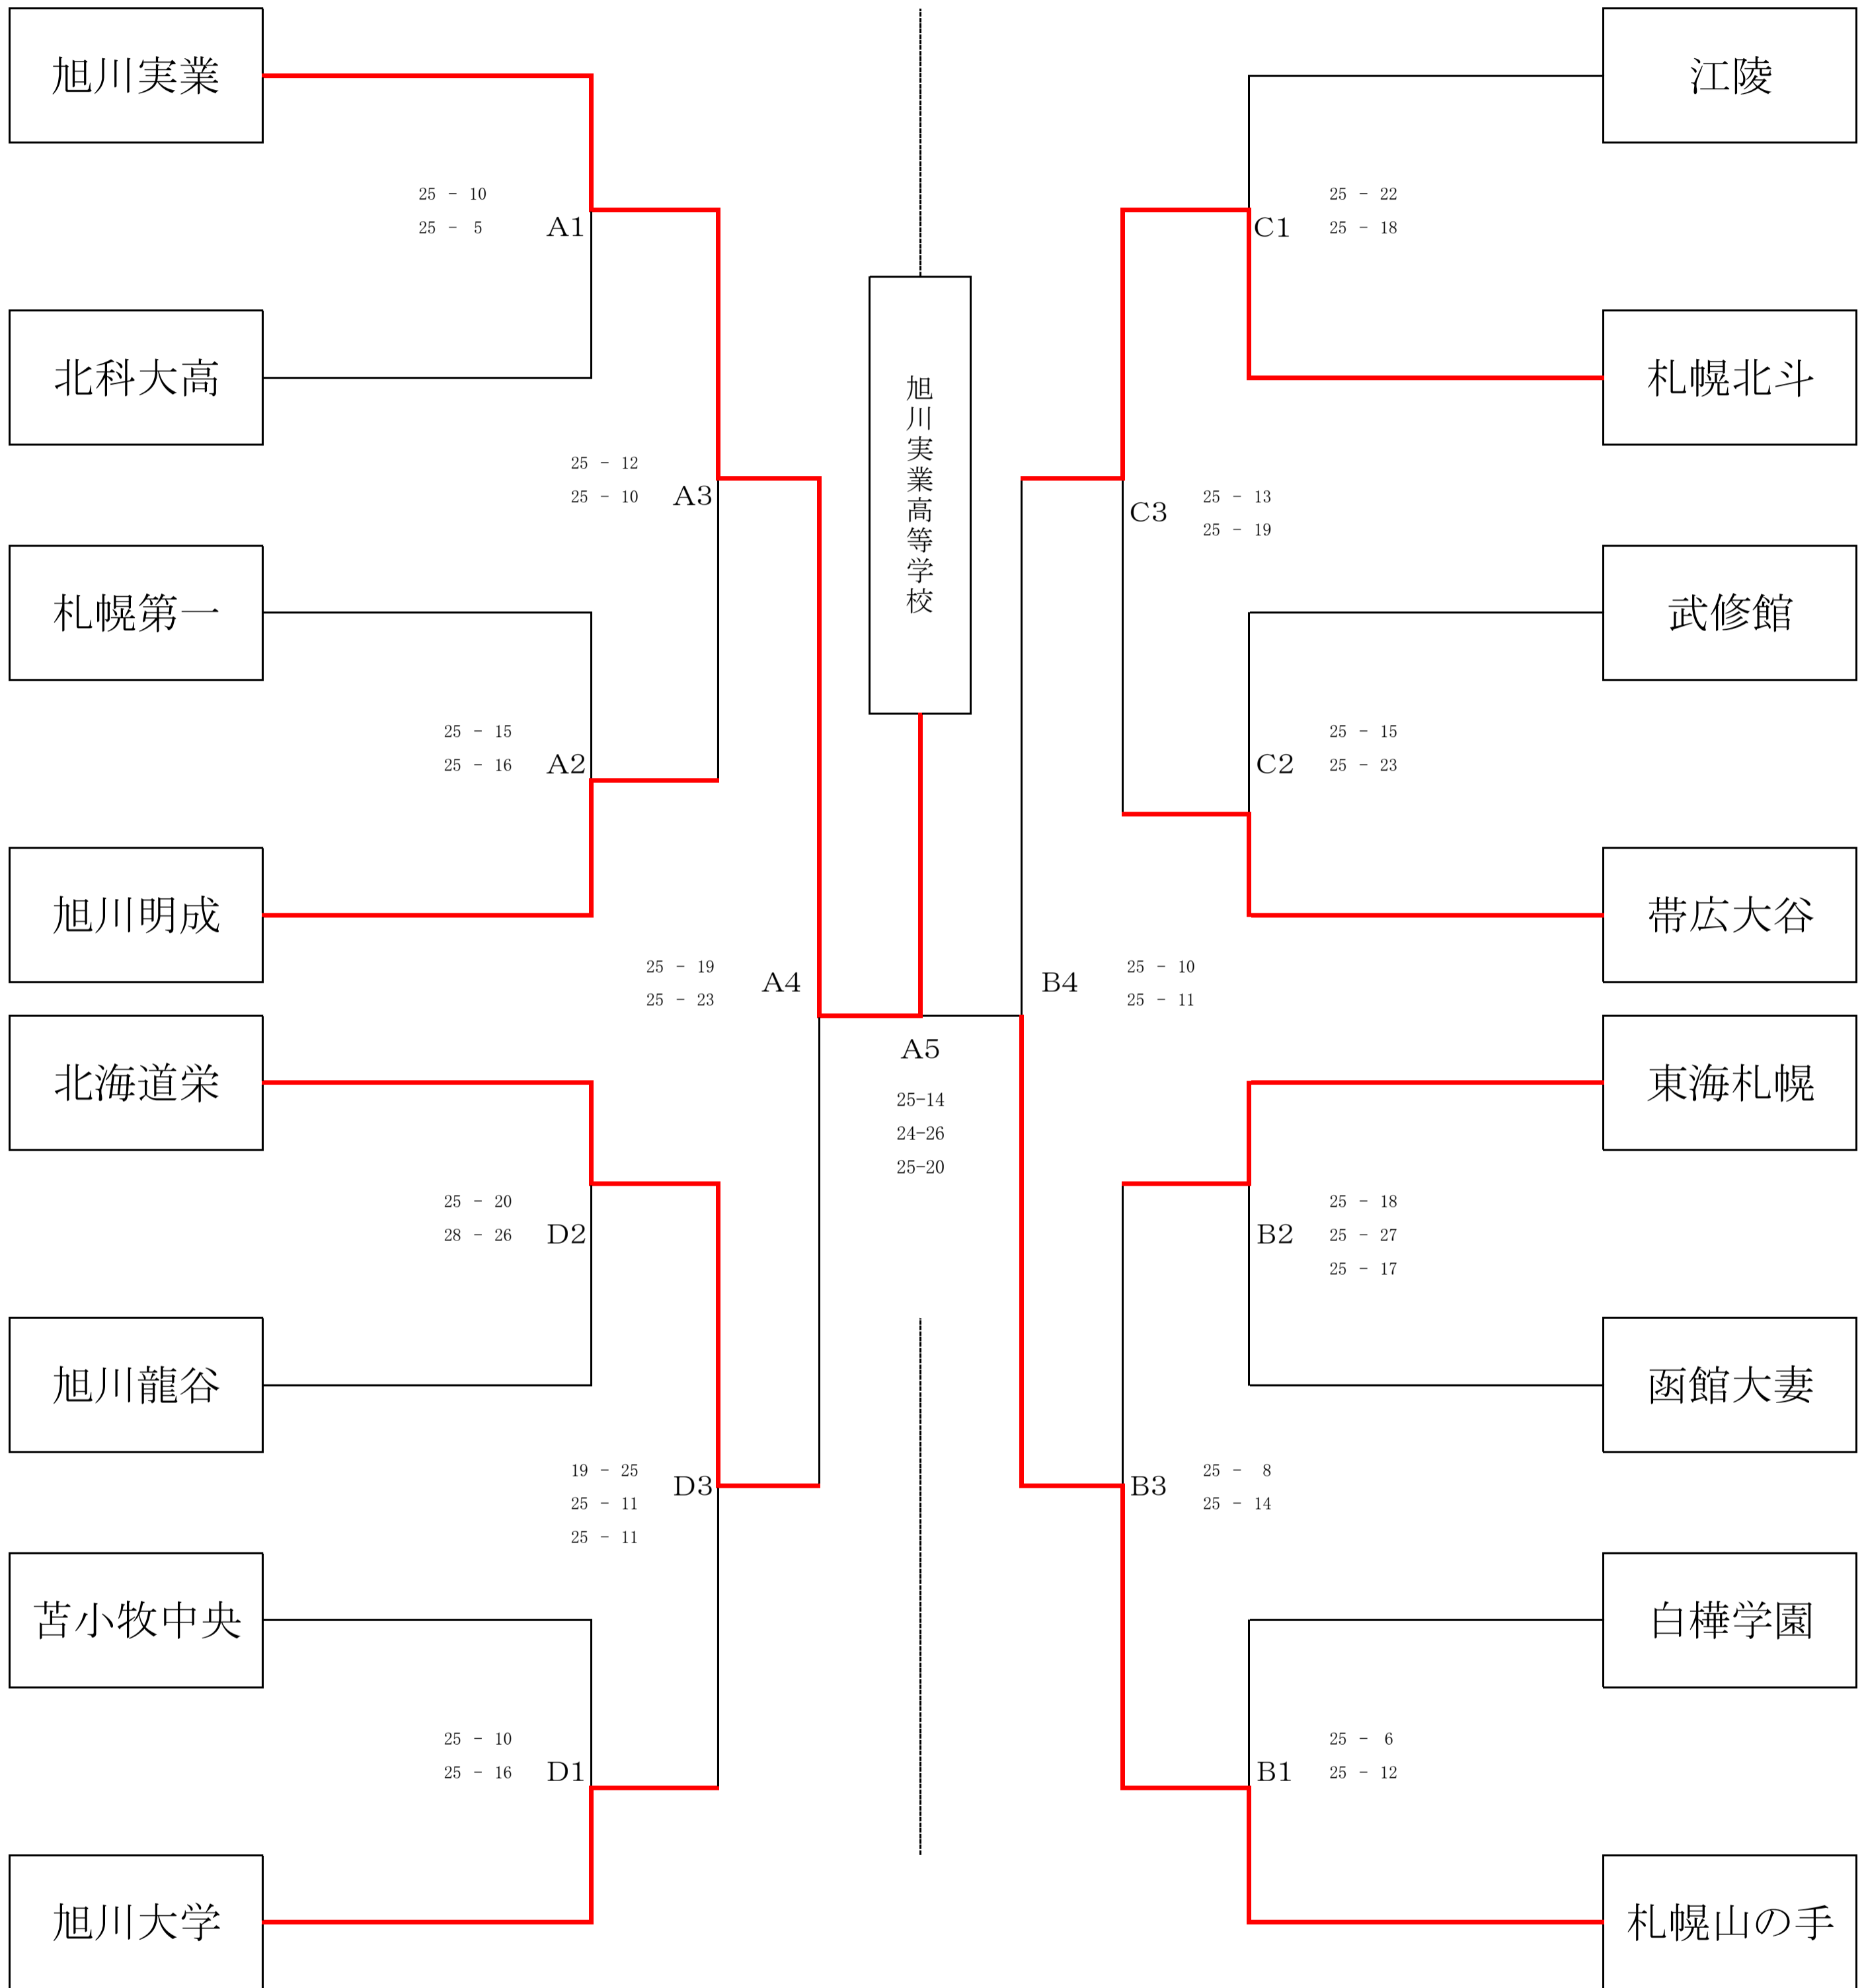 旭川実業
25 - 10
25 - 5
A1
北科大高
25 - 12
25 - 10
A3
札幌第一
25 - 15
25 - 16
A2
旭川明成
25 - 19
25 - 23
A4
北海道栄
25 - 20
28 - 26
D2
旭川龍谷
19 - 25
25 - 11
25 - 11
D3
苫小牧中央
25 - 10
25 - 16
D1
旭川大学
旭川実業高等学校
A5
25-14
24-26
25-20
江陵
C1
25 - 22
25 - 18
札幌北斗
C3
25 - 13
25 - 19
武修館
C2
25 - 15
25 - 23
帯広大谷
B4
25 - 10
25 - 11
東海札幌
B2
25 - 18
25 - 27
25 - 17
函館大妻
B3
25 - 8
25 - 14
白樺学園
B1
25 - 6
25 - 12
札幌山の手